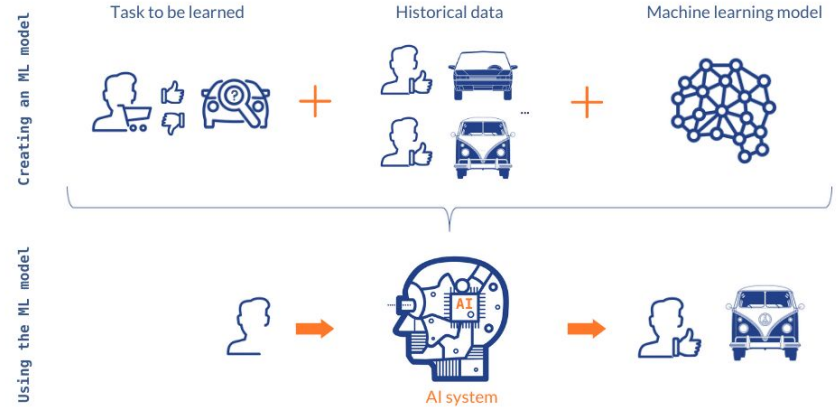 Task to be learned
Historical data
Machine learning model
Creating an ML model
?
...
Using the ML model
AI
AI system